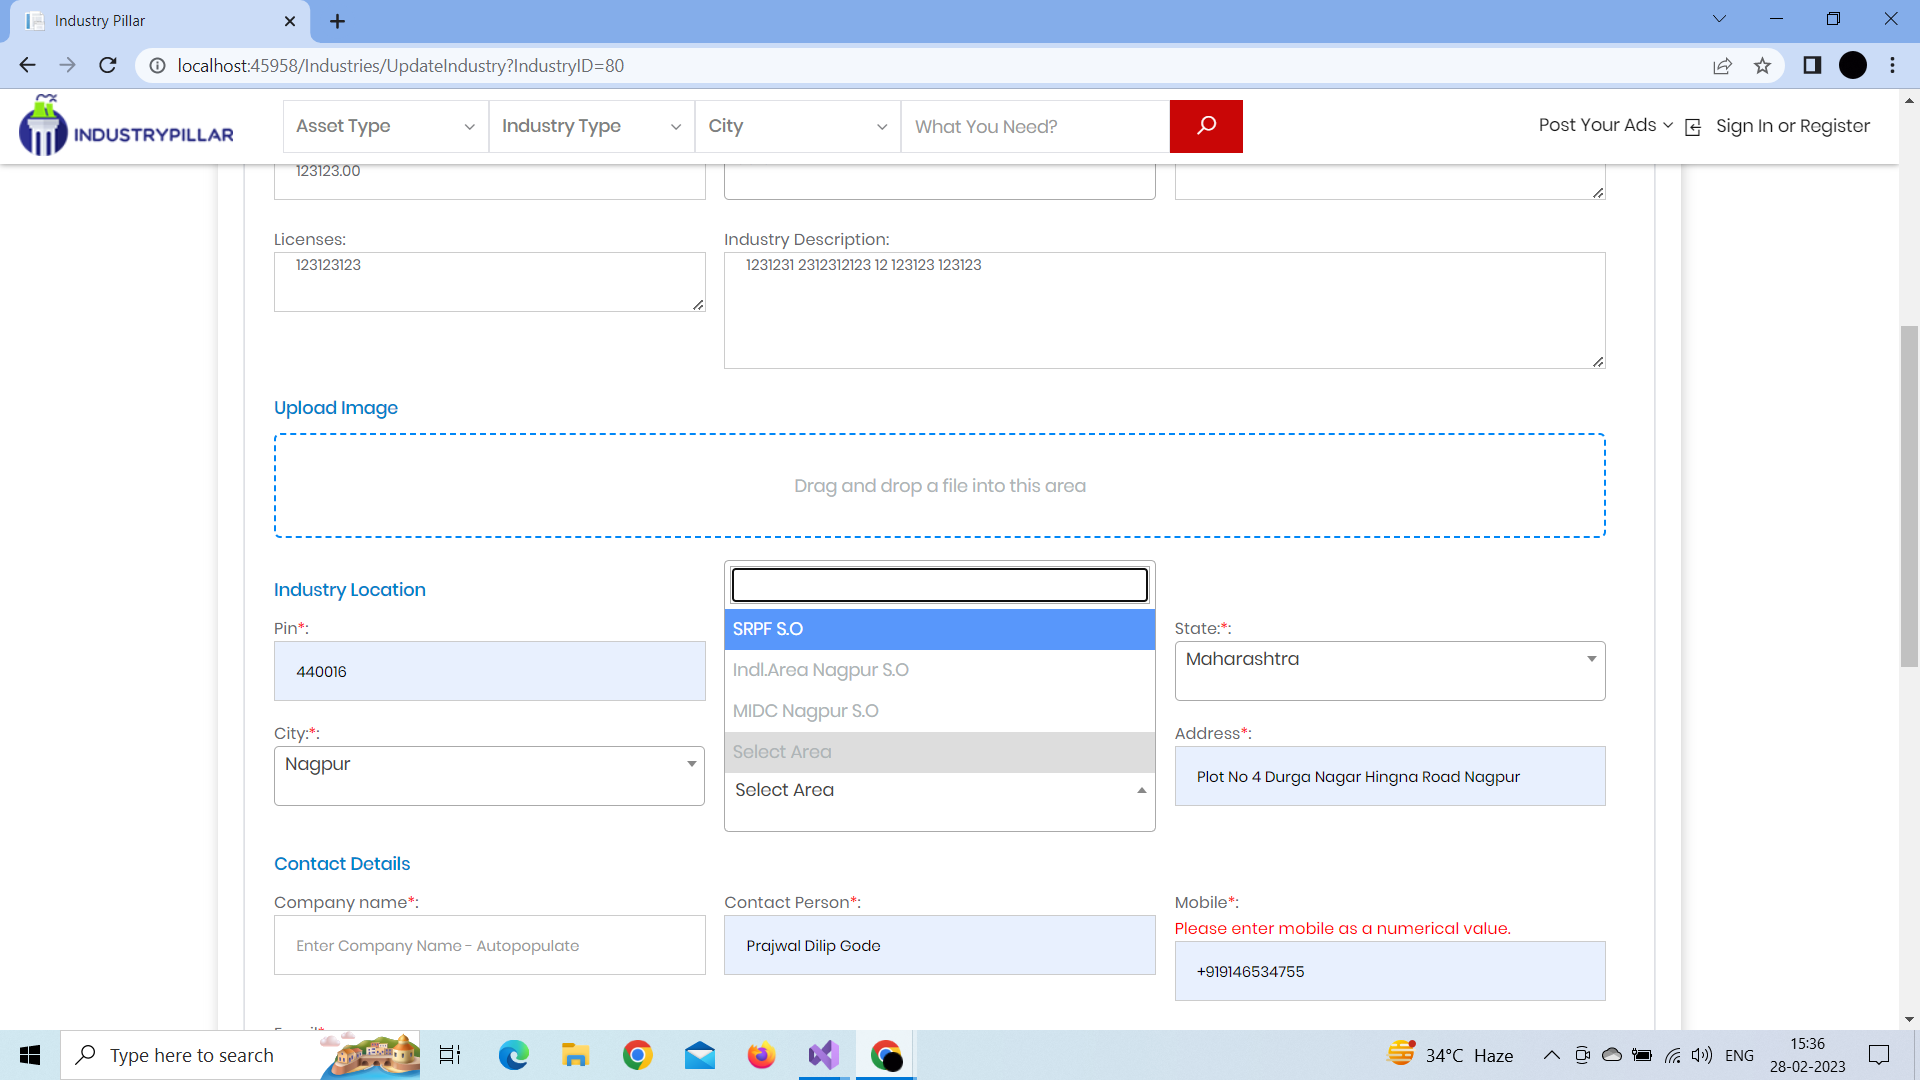 Industry Pillar
localhost:45958/Industries/UpdateIndustry?IndustryID=80
INDUSTRYPILLAR
Asset Type
Industry Type
City
What You Need?
Post Your Ads
Sign In or Register
123123.00
Licenses:
123123123
Industry Description:
1231231 2312312123 12 123123 123123
Upload Image
Drag and drop a file into this area
Industry Location
Pin*:
440016
SRPF S.O
Indl.Area Nagpur S.O
MIDC Nagpur S.O
Select Area
Select Area
State:*:
Maharashtra
City:*:
Nagpur
Address*:
Plot No 4 Durga Nagar Hingna Road Nagpur
Contact Details
Company name*:
Enter Company Name - Autopopulate
Contact Person*:
Prajwal Dilip Gode
Mobile*:
Please enter mobile as a numerical value.
+919146534755
Type here to search
34°C Haze
ENG
15:36
28-02-2023